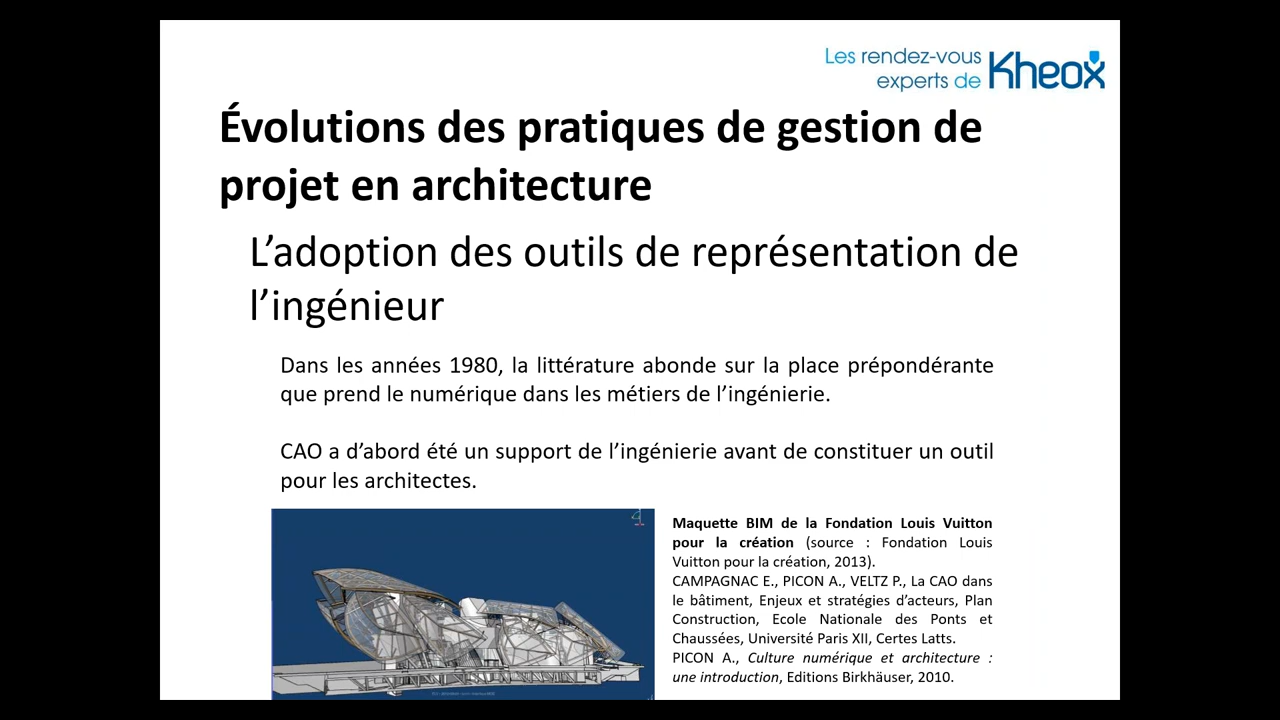 Les rendez-vous
experts de Kheox
Évolutions des pratiques de gestion de
projet en architecture
L’adoption des outils de représentation de
l’ingénieur
Dans les années 1980, la littérature abonde sur la place prépondérante
que prend le numérique dans les métiers de l’ingénierie.
CAO a d’abord été un support de l’ingénierie avant de constituer un outil
pour les architectes.
Maquette BIM de la Fondation Louis Vuitton
pour la création (source : Fondation Louis
Vuitton pour la création, 2013).
CAMPAGNAC E., PICON A., VELTZ P., La CAO dans
le bâtiment, Enjeux et stratégies d’acteurs, Plan
Construction, Ecole Nationale des Ponts et
Chaussées, Université Paris XII, Certes Latts.
PICON A., Culture numérique et architecture :
une introduction, Editions Birkhäuser, 2010.